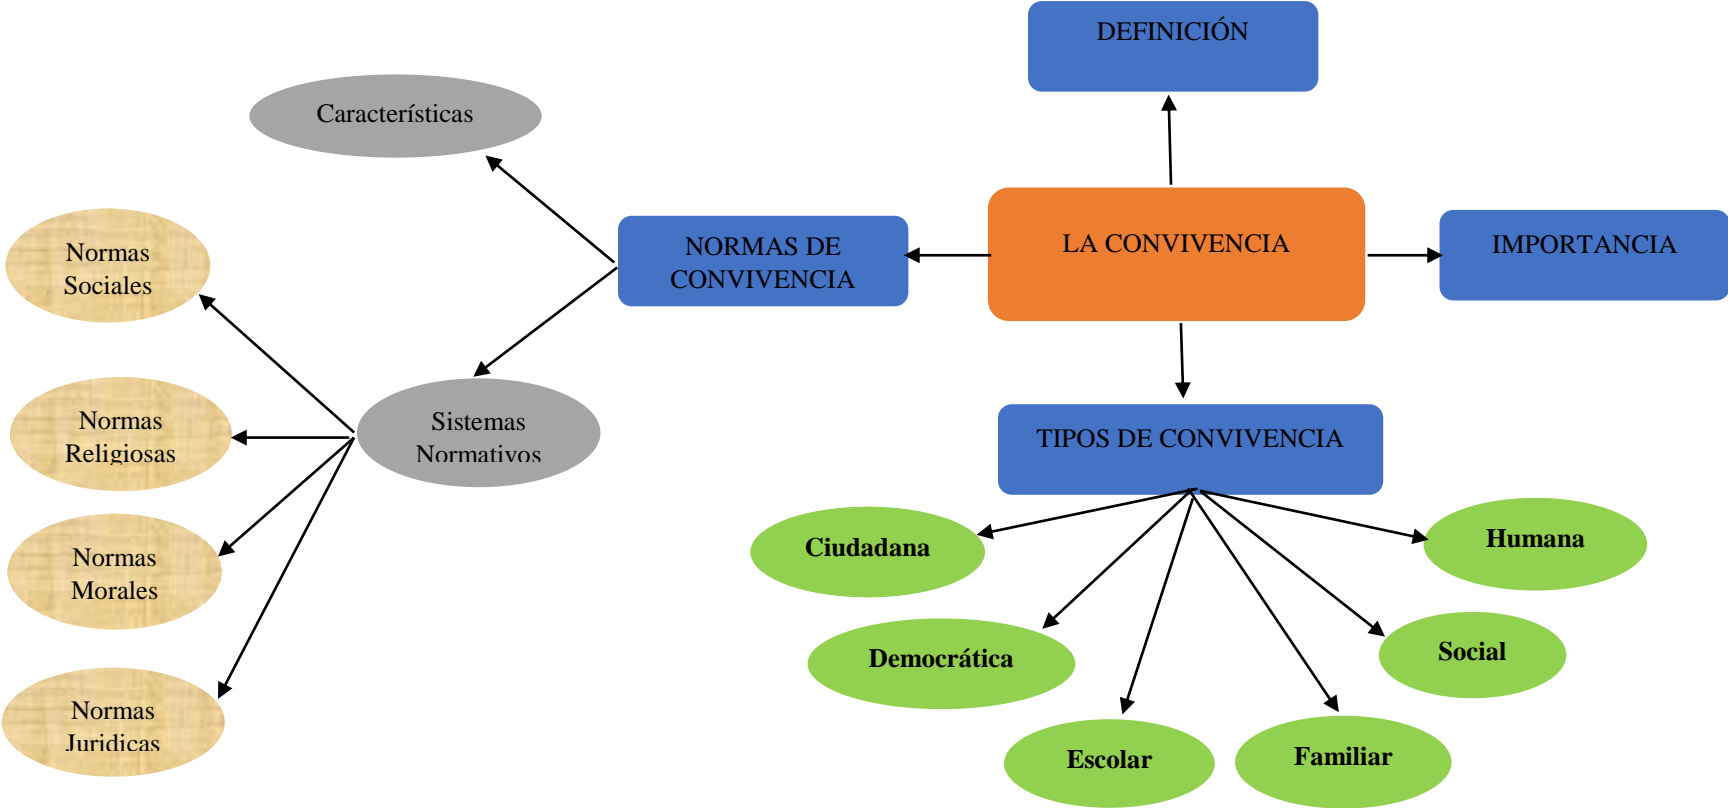 DEFINICIÓN
Características
LA CONVIVENCIA
IMPORTANCIA
NORMAS DE
CONVIVENCIA
Normas
Sociales
Normas
Religiosas
Sistemas
Normativos
TIPOS DE CONVIVENCIA
Normas
Morales
Normas
Juridicas
Ciudadana
Humana
Democrática
Social
Escolar
Familiar